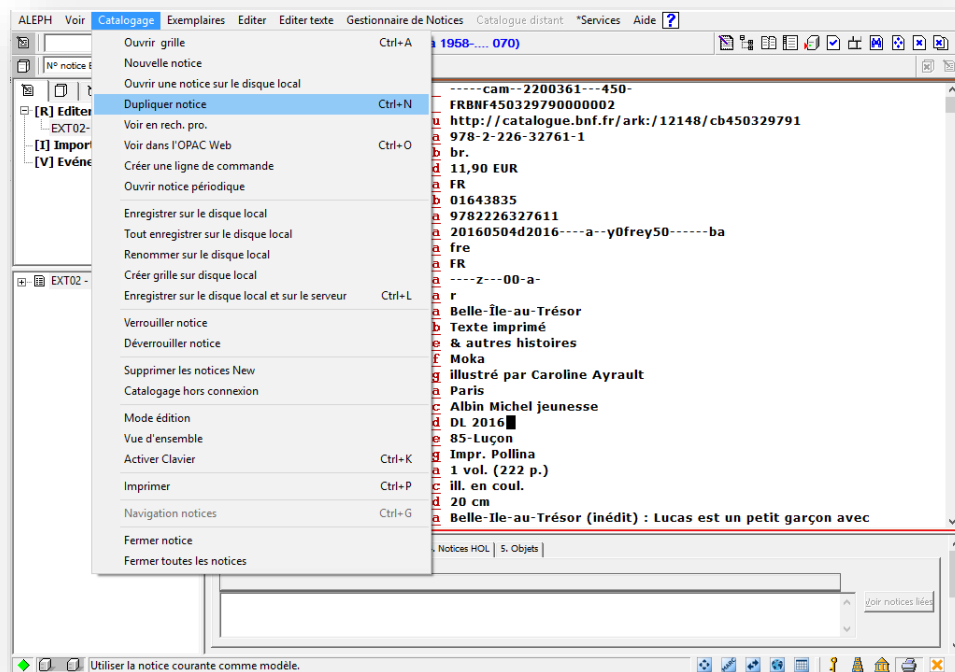 ALEPH Voir Catalogage Exemplaires Editer Editer texte Gestionnaire de Notices Catalogue distant *Services Aide ?
à 1958-.... 070)
N° notice
[R] Editer
EXT02-
[I] Impor
[V] Evéne
EXT02 -
Ouvrir grille Ctrl+A
Nouvelle notice
Ouvrir une notice sur le disque local
Dupliquer notice Ctrl+N
Voir en rech. pro.
Voir dans l'OPAC Web Ctrl+O
Créer une ligne de commande
Ouvrir notice périodique
Enregistrer sur le disque local
Tout enregistrer sur le disque local
Renommer sur le disque local
Créer grille sur disque local
Enregistrer sur le disque local et sur le serveur Ctrl+L
Verrouiller notice
Déverrouiller notice
Supprimer les notices New
Catalogage hors connexion
Mode édition
Vue d'ensemble
Activer Clavier Ctrl+K
Imprimer Ctrl+P
Navigation notices Ctrl+G
Fermer notice
Fermer toutes les notices
-----cam--2200361---450-
FRBNF450329790000002
u http://catalogue.bnf.fr/ark:/12148/cb450329791
a 978-2-226-32761-1
b br.
d 11,90 EUR
a FR
b 01643835
a 9782226327611
a 20160504d2016----a--y0frey50------ba
a fre
a FR
a ----z---00-a-
a r
a Belle-Île-au-Trésor
b Texte imprimé
e & autres histoires
f Moka
g illustré par Caroline Ayrault
a Paris
c Albin Michel jeunesse
d DL 2016
e 85-Luçon
g Impr. Pollina
a 1 vol. (222 p.)
c ill. en coul.
d 20 cm
a Belle-Ile-au-Trésor (inédit) : Lucas est un petit garçon avec
. Notices HOL 5. Objets
Voir notices liées
Utiliser la notice courante comme modèle.